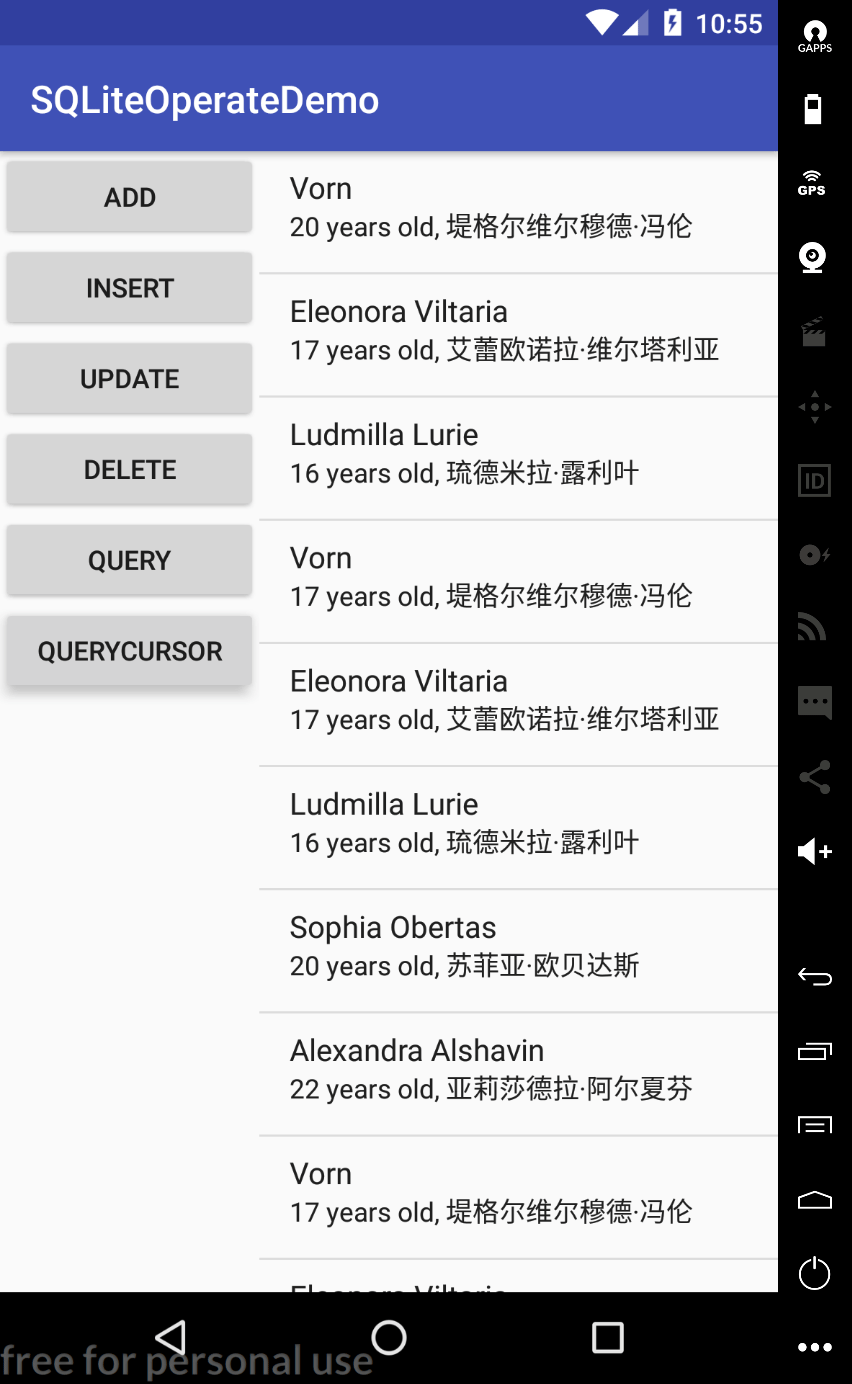 10:55
SQLiteOperateDemo
ADD
INSERT
UPDATE
DELETE
QUERY
QUERYCURSOR
Vorn
20 years old, 堤格尔维尔穆德·冯伦
Eleonora Viltaria
17 years old, 艾蕾欧诺拉·维尔塔利亚
Ludmilla Lurie
16 years old, 琉德米拉·露利叶
Vorn
17 years old, 堤格尔维尔穆德·冯伦
Eleonora Viltaria
17 years old, 艾蕾欧诺拉·维尔塔利亚
Ludmilla Lurie
16 years old, 琉德米拉·露利叶
Sophia Obertas
20 years old, 苏菲亚·欧贝达斯
Alexandra Alshavin
22 years old, 亚莉莎德拉·阿尔夏芬
Vorn
17 years old, 堤格尔维尔穆德·冯伦
Eleonora Viltaria
free for personal use
GAPPS
GPS
ID